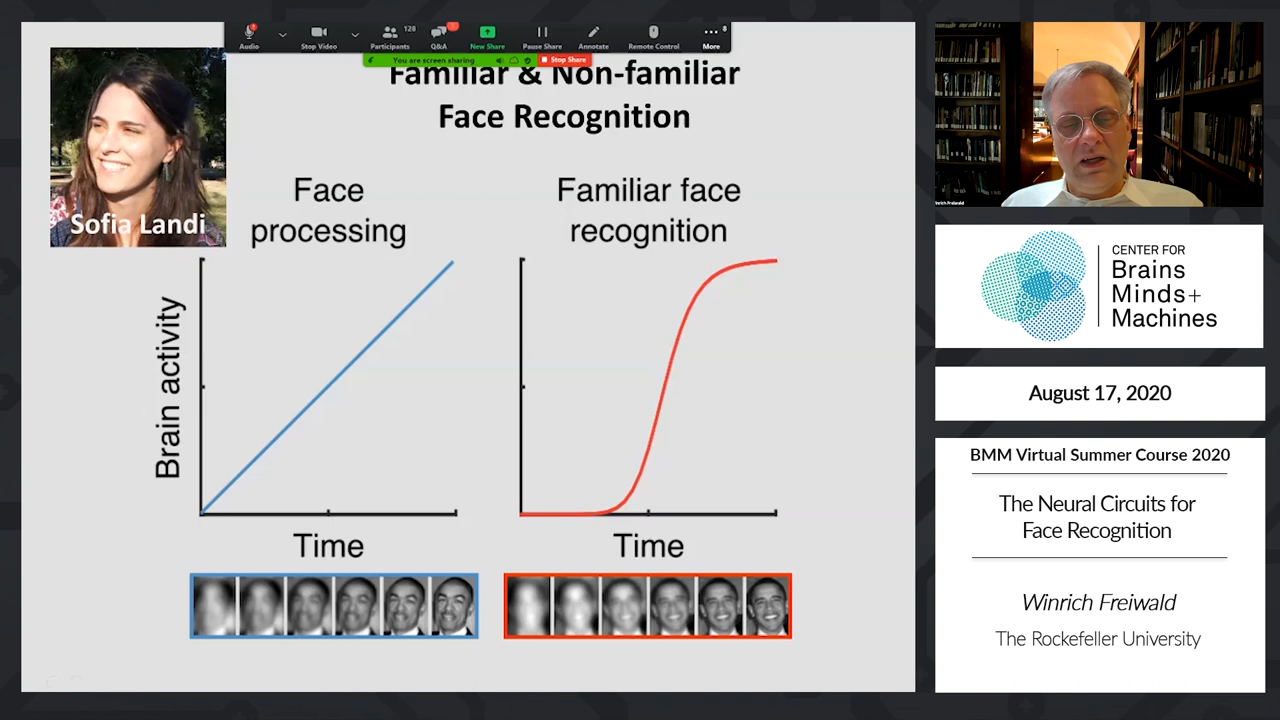 Audio
Stop Video
Participants
128
Q&A
New Share
Pause Share
Annotate
Remote Control
More
You are screen sharing
Stop Share
Familiar & Non-familiar
Face Recognition
Sofia Landi
Face
processing
Familiar face
recognition
Brain activity
Time
Time
Winrich Freiwald
CENTER FOR
Brains
Minds+
Machines
August 17, 2020
BMM Virtual Summer Course 2020
The Neural Circuits for
Face Recognition
Winrich Freiwald
The Rockefeller University